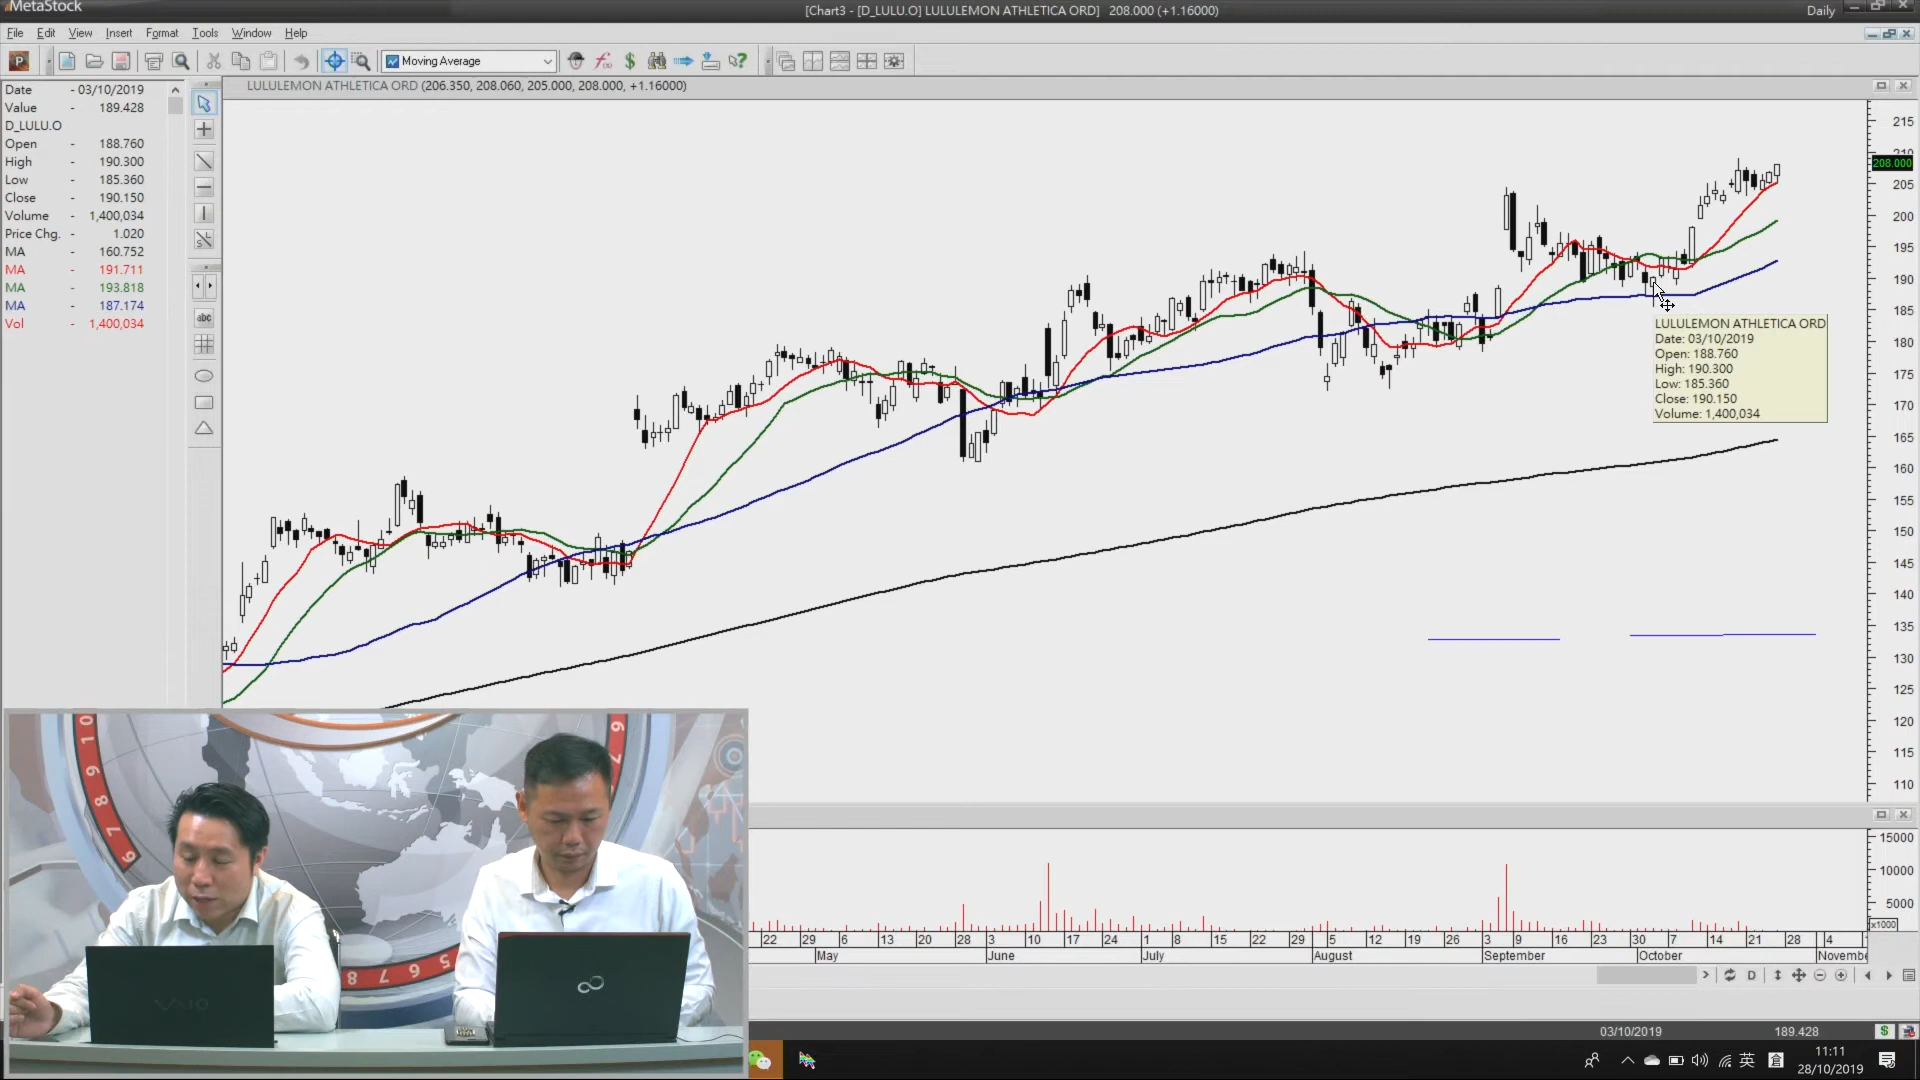 MetaStock
[Chart3 - [D_LULU.O] LULULEMON ATHLETICA ORD] 208.000 (+1.16000)
Daily
File Edit View Insert Format Tools Window Help
Moving Average
LULULEMON ATHLETICA ORD (206.350, 208.060, 205.000, 208.000, +1.16000)
Date - 03/10/2019
Value 189.428
D_LULU.O
Open - 188.760
High - 190.300
Low - 185.360
Close - 190.150
Volume - 1,400,034
Price Chg. - 1.020
MA - 160.752
MA - 191.711
MA - 193.818
MA - 187.174
Vol - 1,400,034
abc
215
210
208.000
205
200
195
190
185
180
175
170
165
160
155
150
145
140
135
130
125
120
115
110
LULULEMON ATHLETICA ORD
Date: 03/10/2019
Open: 188.760
High: 190.300
Low: 185.360
Close: 190.150
Volume: 1,400,034
15000
10000
5000
x1000
22 29 6 13 20 28 3 10 17 24 1 8 15 22 29 5 12 19 26 3 9 16 23 30 7 14 21 28 4
May June July August September October Novembe
D
03/10/2019 189.428
VAIO
英
11:11
28/10/2019